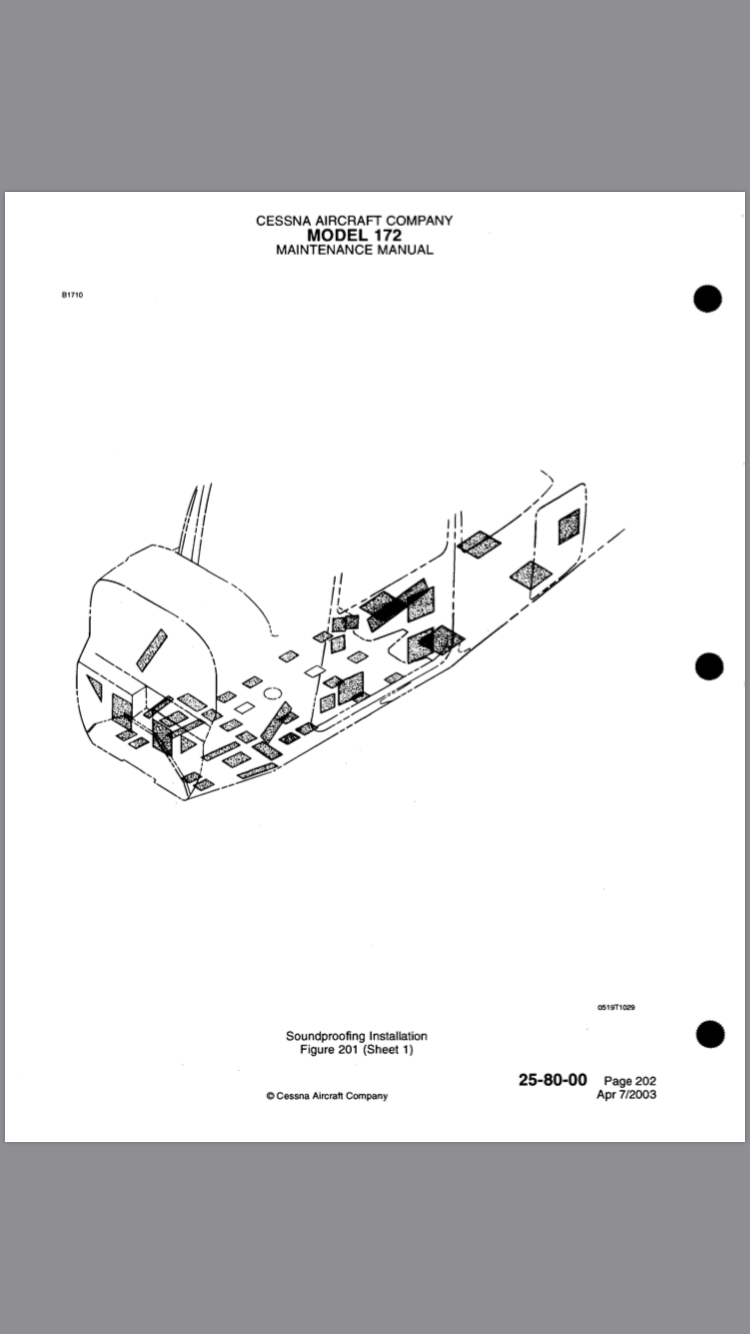 CESSNA AIRCRAFT COMPANY
MODEL 172
MAINTENANCE MANUAL
B1710
0519T1029
Soundproofing Installation
Figure 201 (Sheet 1)
25-80-00 Page 202
Apr 7/2003
© Cessna Aircraft Company